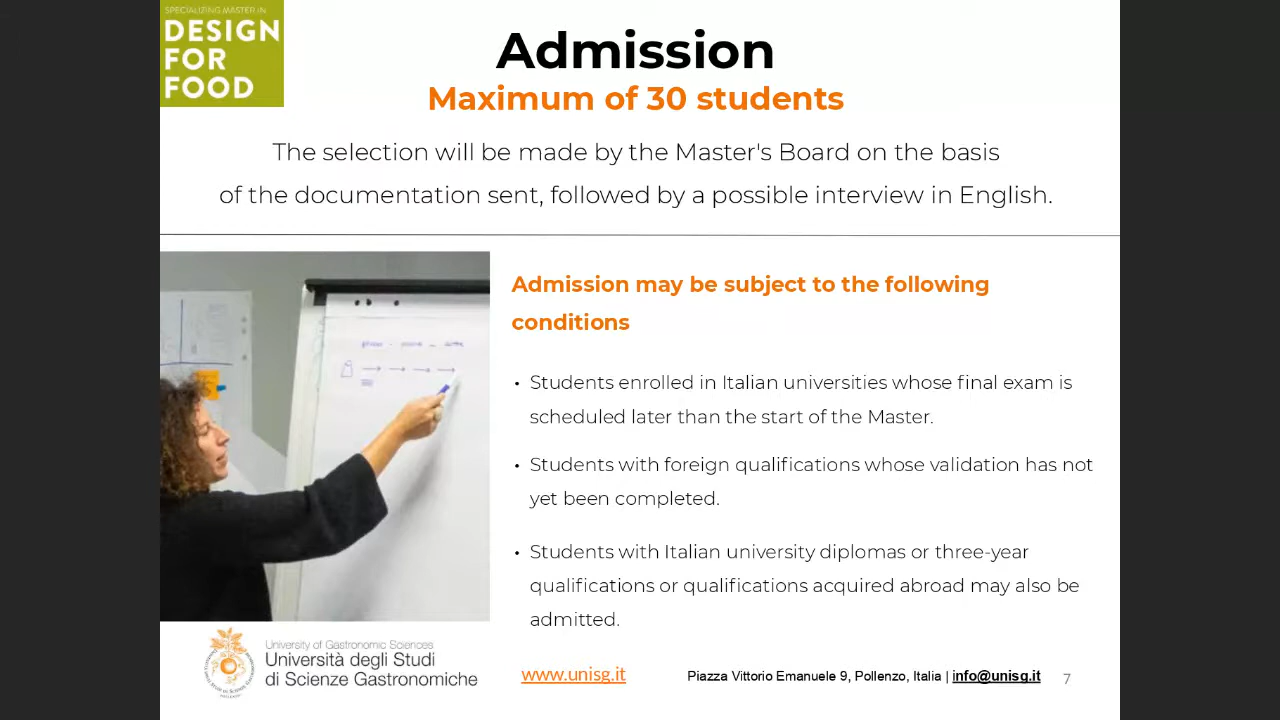 SPECIALIZING MASTER IN
DESIGN
FOR
FOOD
Admission
Maximum of 30 students
The selection will be made by the Master's Board on the basis
of the documentation sent, followed by a possible interview in English.
Admission may be subject to the following
conditions
• Students enrolled in Italian universities whose final exam is
scheduled later than the start of the Master.
• Students with foreign qualifications whose validation has not
yet been completed.
• Students with Italian university diplomas or three-year
qualifications or qualifications acquired abroad may also be
admitted.
University of Gastronomic Sciences
Università degli Studi
di Scienze Gastronomiche
www.unisg.it
Piazza Vittorio Emanuele 9, Pollenzo, Italia | info@unisg.it
7